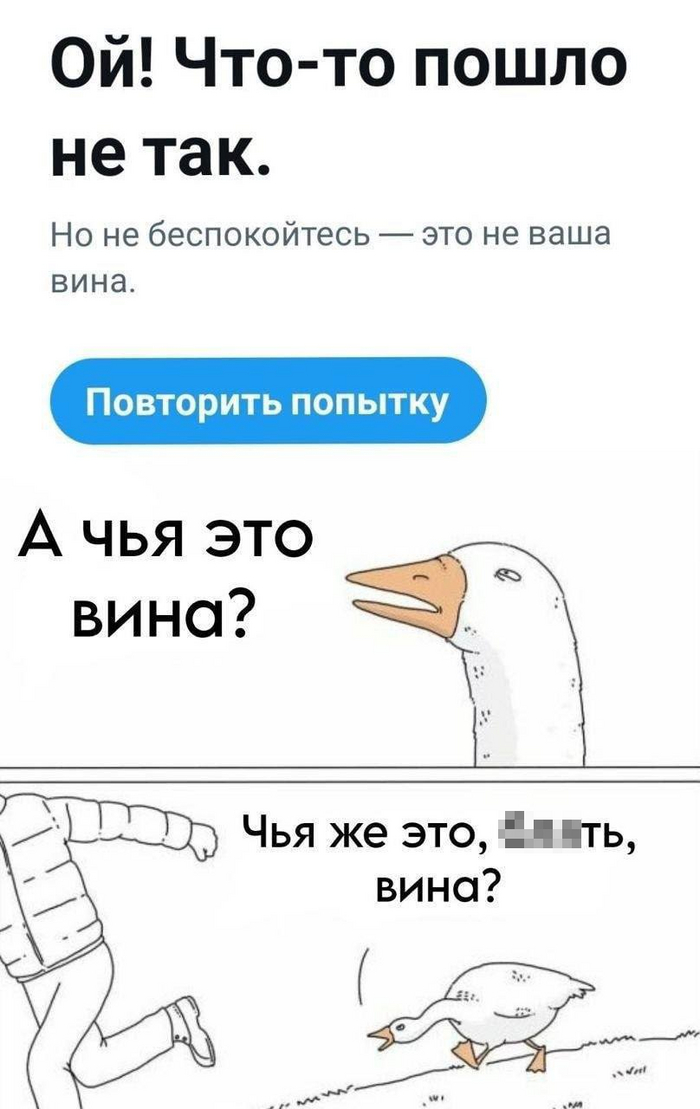 Ой! Что-то пошло
не так.
Но не беспокойтесь — это не ваша
вина.
Повторить попытку
А чья это
вина?
Чья же это, ть,
вина?